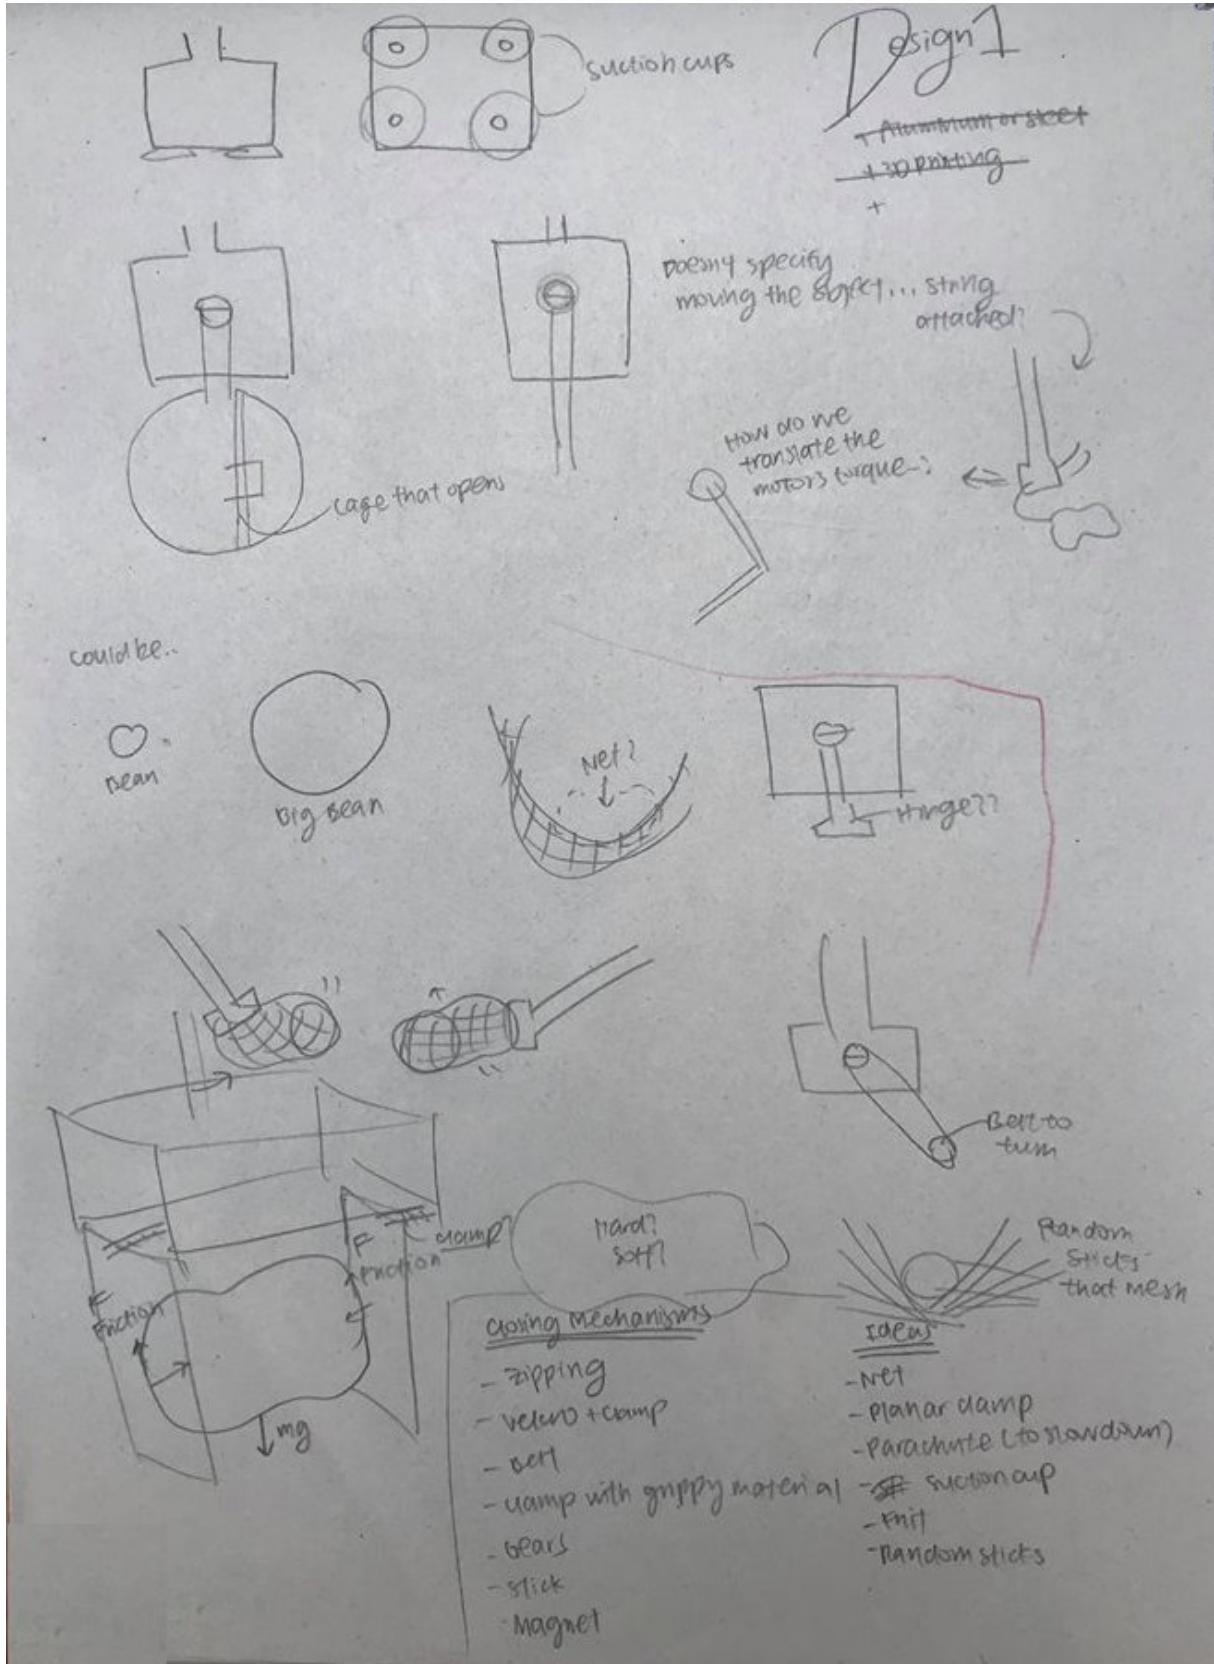 Design 1
suction cups
+ Aluminum or steel
+ 3D printing
+
Doesn't specify
moving the object... string
attached?
How do we
translate the
motors torque-?
cage that opens
could be..
Bean
Big Bean
Net?
Hinge??
Belt to
turn
clamp?
Hard?
Soft?
F
Friction
F
Friction
mg
Random
sticks
that mesh
Closing Mechanisms
- zipping
- velcro + clamp
- belt
- clamp with grippy material
- Gears
- stick
- Magnet
Ideas
- Net
- Planar clamp
- Parachute (to slow down)
- suction cup
- Random sticks